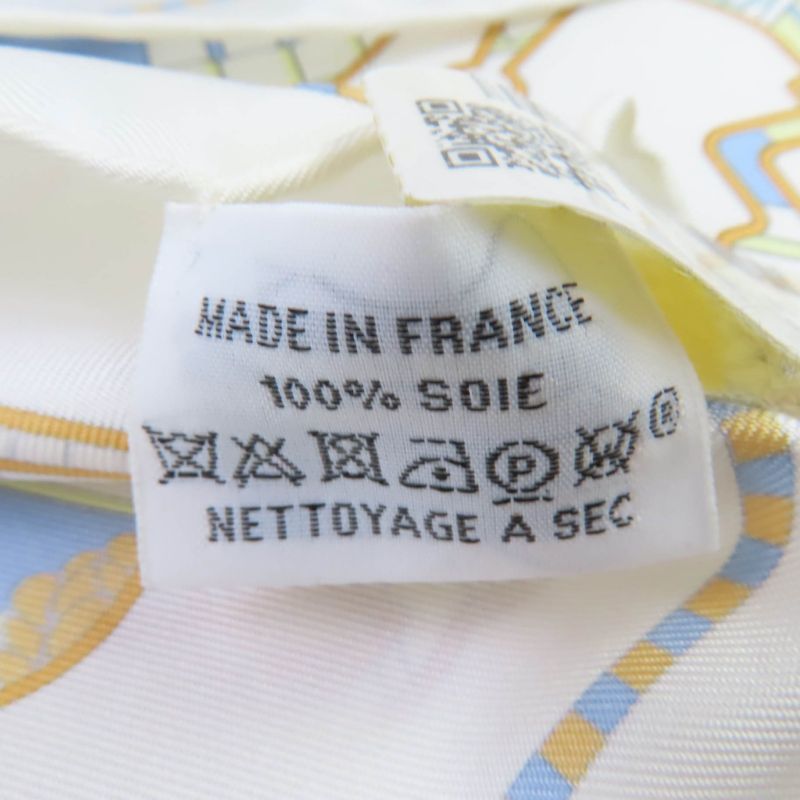 MADE IN FRANCE
100% SOIE
P ®
NETTOYAGE A SEC